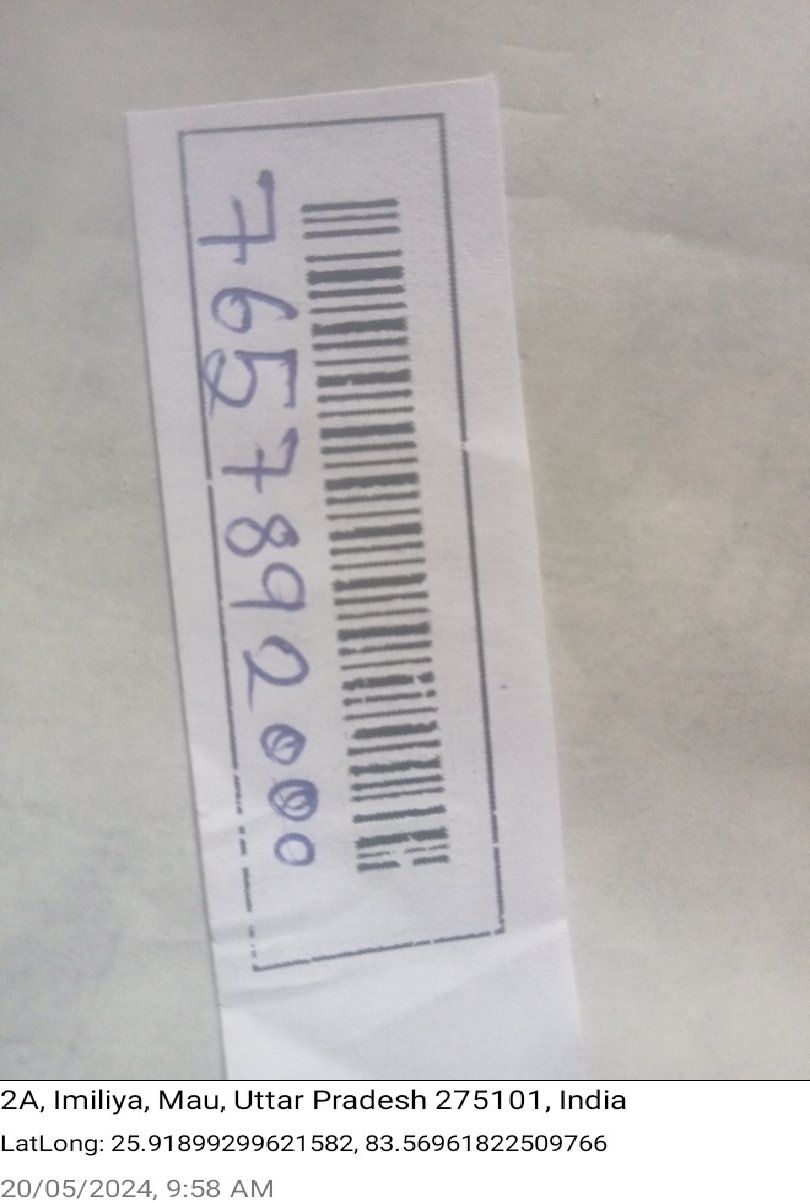 7657892000
2A, Imiliya, Mau, Uttar Pradesh 275101, India
LatLong: 25.91899299621582, 83.56961822509766
20/05/2024, 9:58 AM